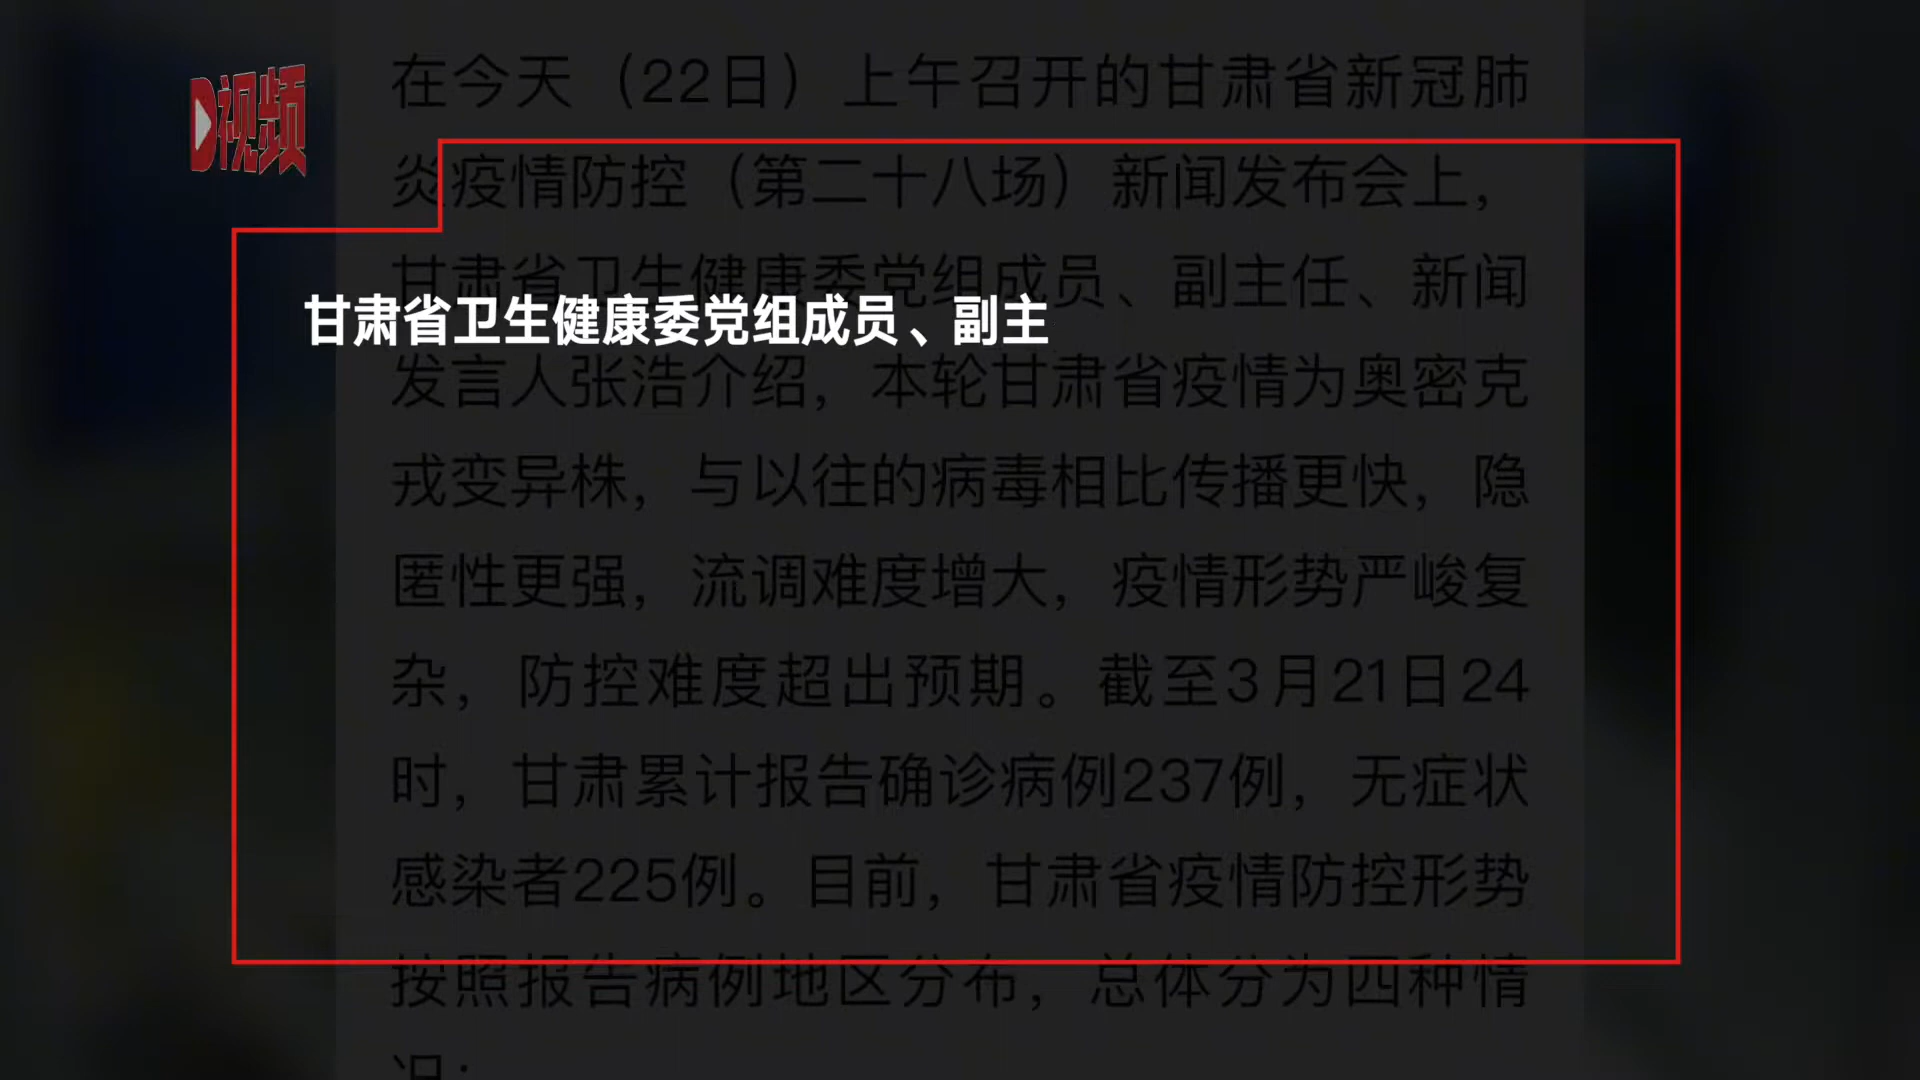 D视频
在今天（22日）上午召开的甘肃省新冠肺
炎疫情防控（第二十八场）新闻发布会上，
甘肃省卫生健康委党组成员、副主任、新闻
甘肃省卫生健康委党组成员、副主
发言人张浩介绍，本轮甘肃省疫情为奥密克
戎变异株，与以往的病毒相比传播更快，隐
匿性更强，流调难度增大，疫情形势严峻复
杂，防控难度超出预期。截至3月21日24
时，甘肃累计报告确诊病例237例，无症状
感染者225例。目前，甘肃省疫情防控形势
按照报告病例地区分布，总体分为四种情
况：